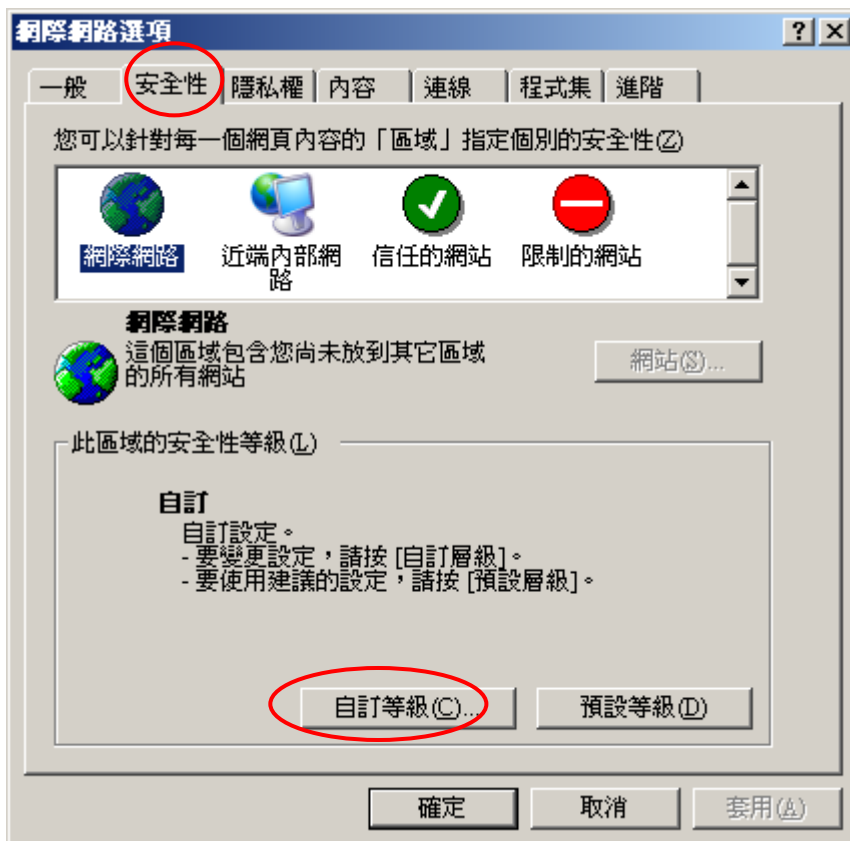 網際網路選項
一般 安全性 隱私權 內容 連線 程式集 進階
您可以針對每一個網頁內容的「區域」指定個別的安全性(Z)
網際網路 近端內部網路 信任的網站 限制的網站
網際網路
這個區域包含您尚未放到其它區域
的所有網站
網站(S)...
此區域的安全性等級(L)
自訂
自訂設定。
- 要變更設定，請按 [自訂層級]。
- 要使用建議的設定，請按 [預設層級]。
自訂等級(C)... 預設等級(D)
確定 取消 套用(A)